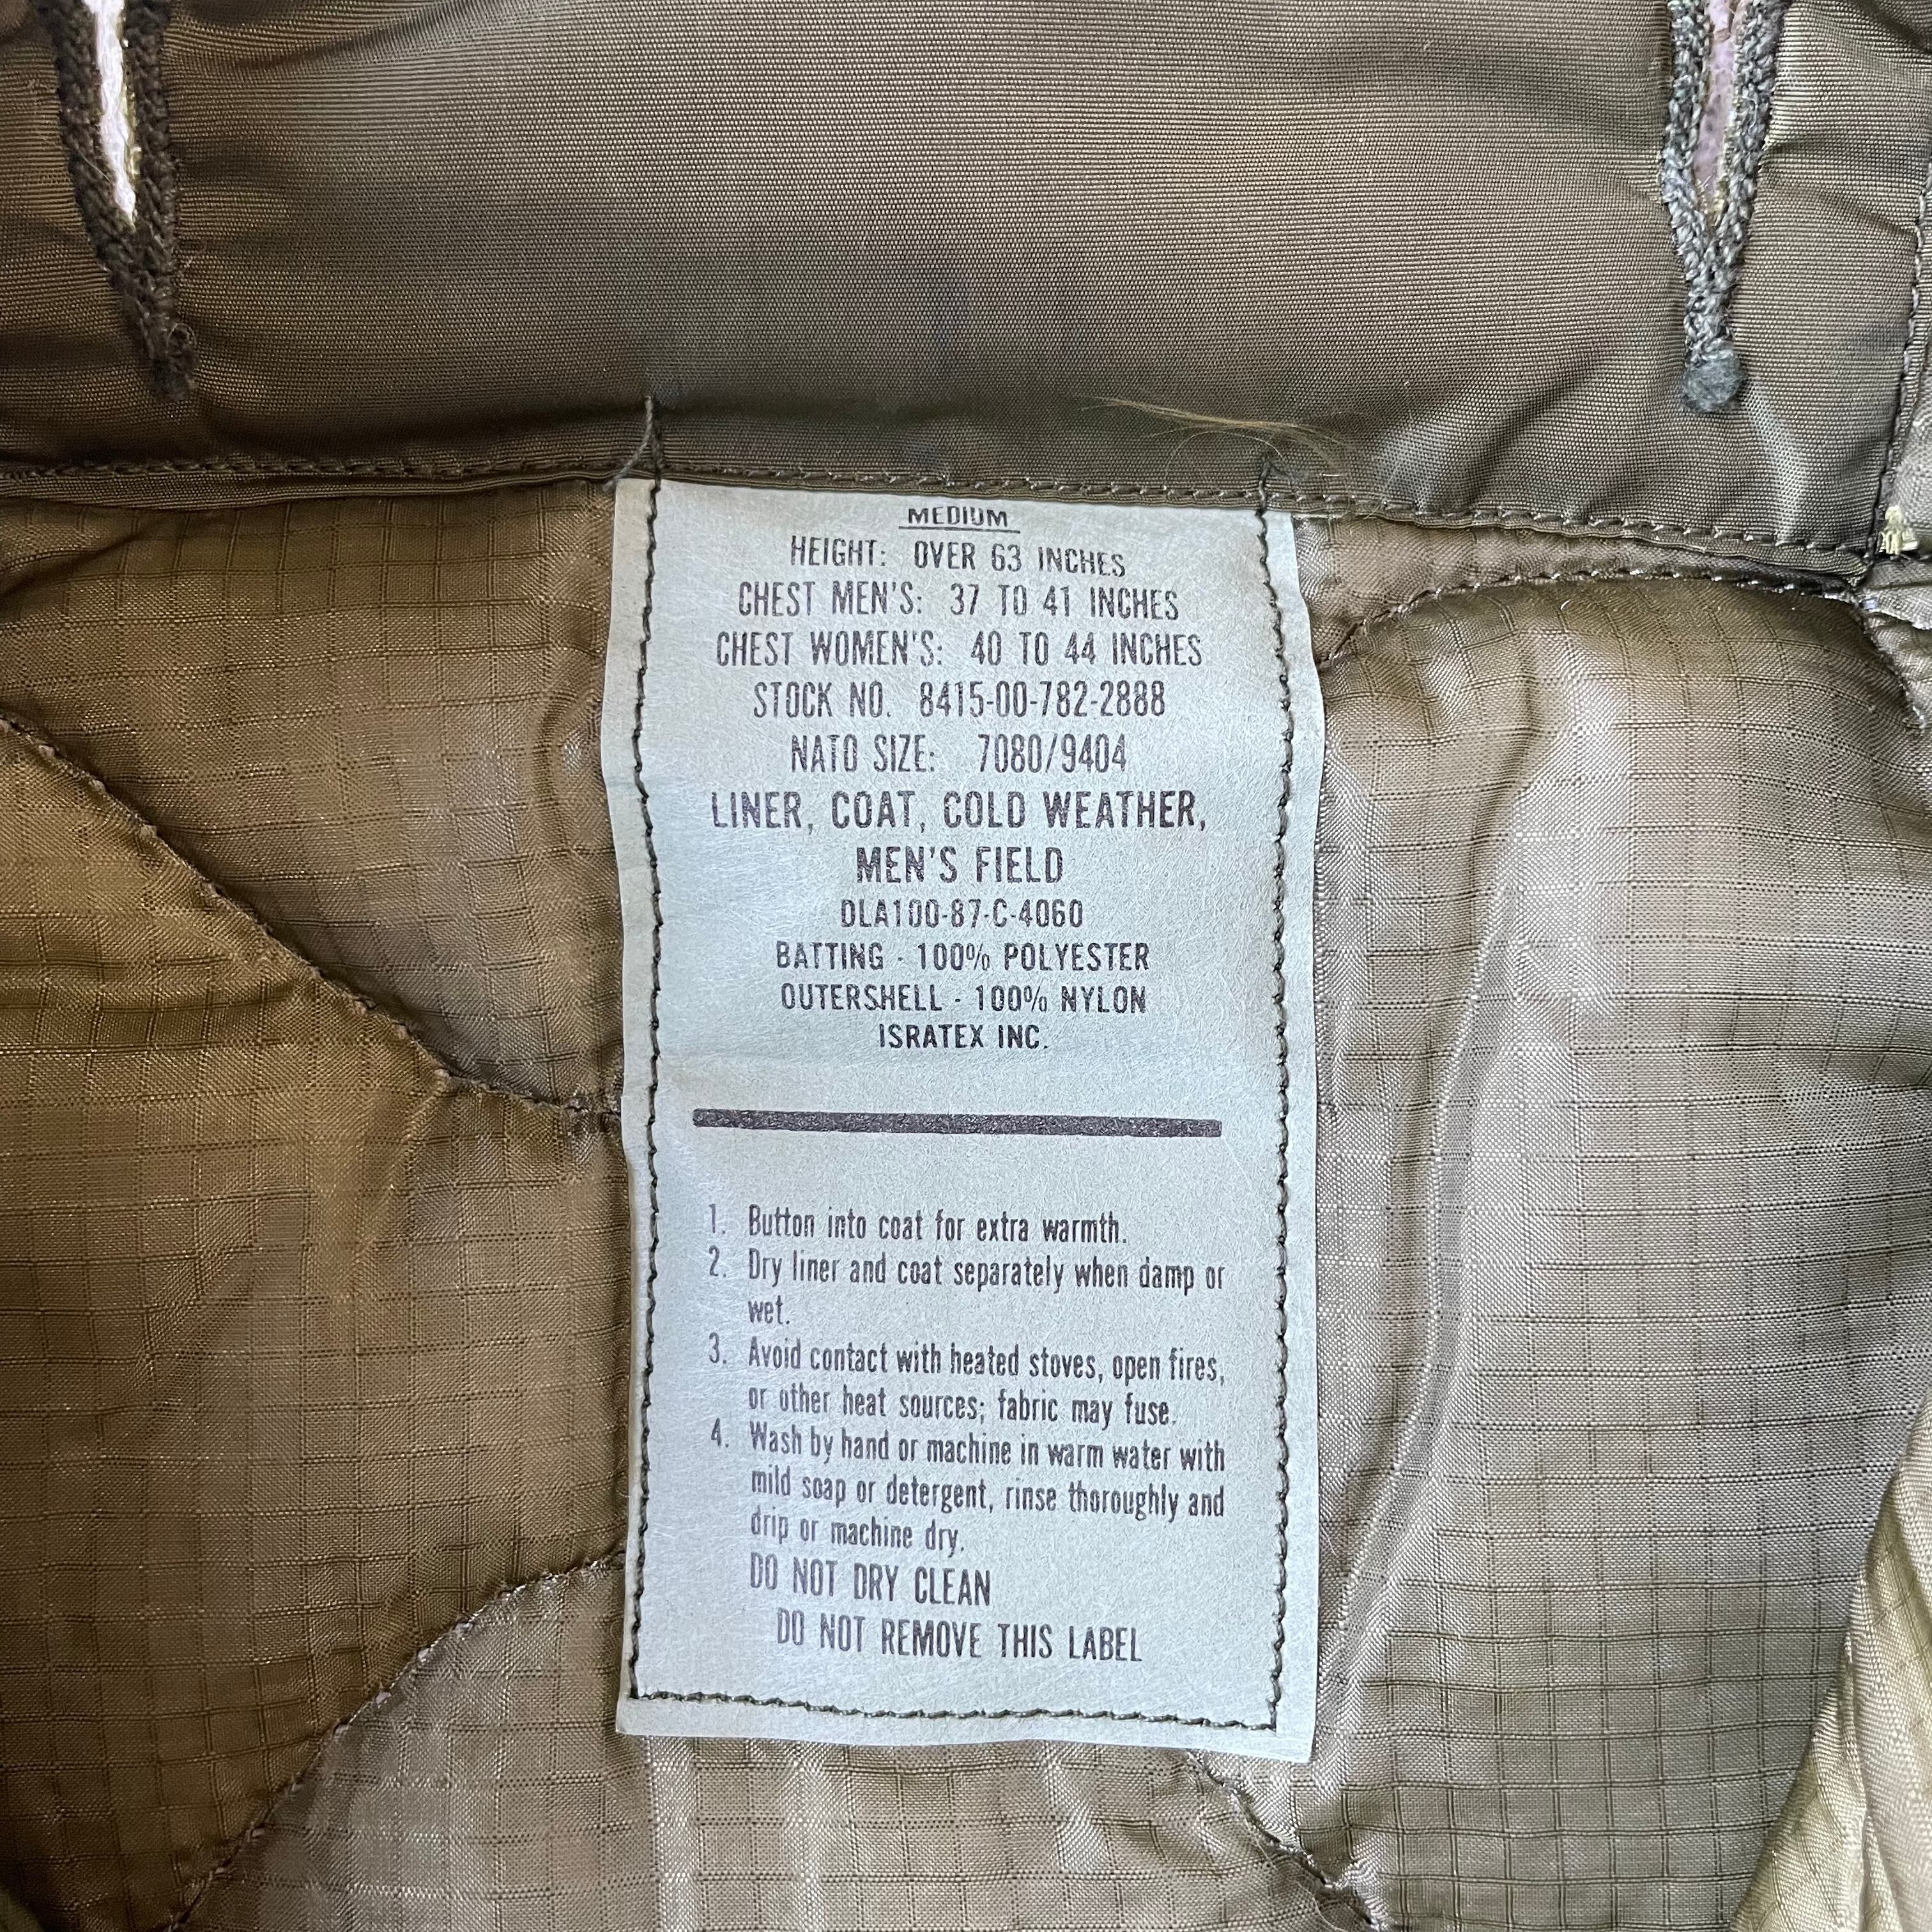 MEDIUM
HEIGHT: OVER 63 INCHES
CHEST MEN'S: 37 TO 41 INCHES
CHEST WOMEN'S: 40 TO 44 INCHES
STOCK NO. 8415-00-782-2888
NATO SIZE: 7080/9404
LINER, COAT, COLD WEATHER,
MEN'S FIELD
DLA100-87-C-4060
BATTING - 100% POLYESTER
OUTERSHELL - 100% NYLON
ISRATEX INC.
1. Button into coat for extra warmth.
2. Dry liner and coat separately when damp or
wet.
3. Avoid contact with heated stoves, open fires,
or other heat sources; fabric may fuse.
4. Wash by hand or machine in warm water with
mild soap or detergent, rinse thoroughly and
drip or machine dry.
DO NOT DRY CLEAN
DO NOT REMOVE THIS LABEL